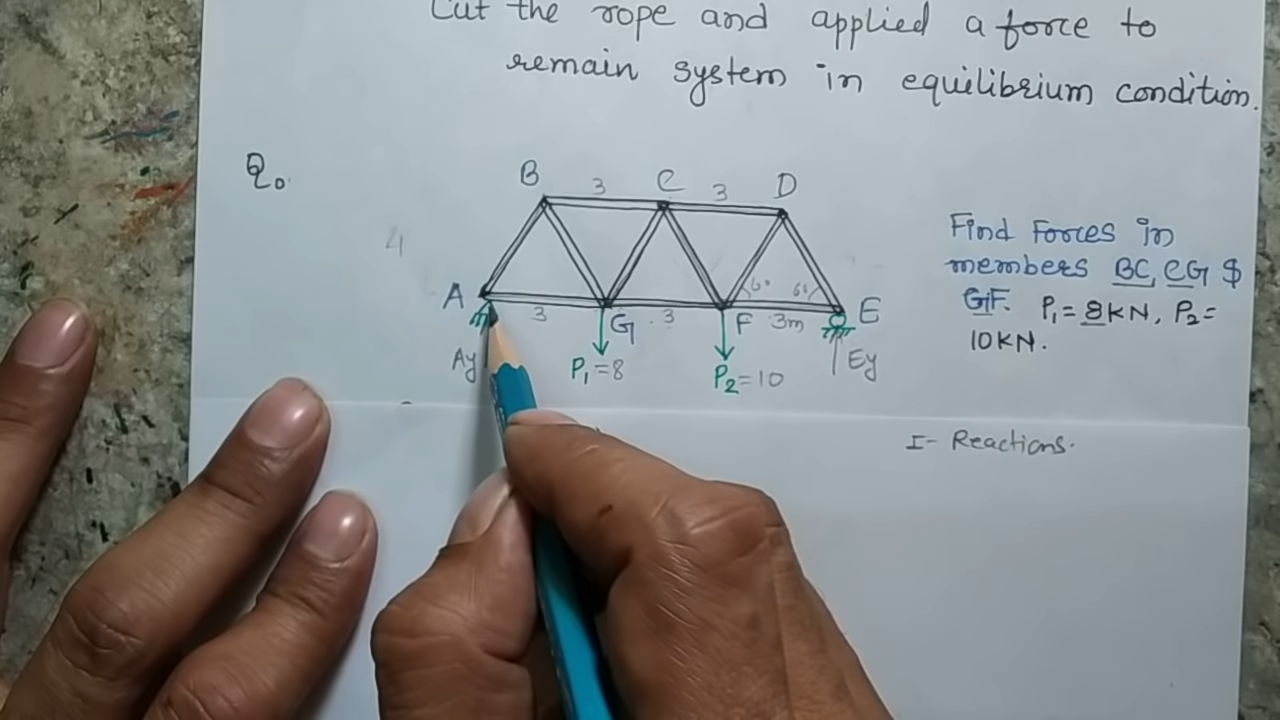 Cut the rope and applied a force to
remain system in equilibrium condition.
Q.
B 3 C 3 D
4
60 60
A 3 G 3 F 3m E
Ay P₁=8 P₂=10 Ey
Find Forces in
members BC, CG &
GF. P₁= 8KN, P₂=
10KN.
I- Reactions.